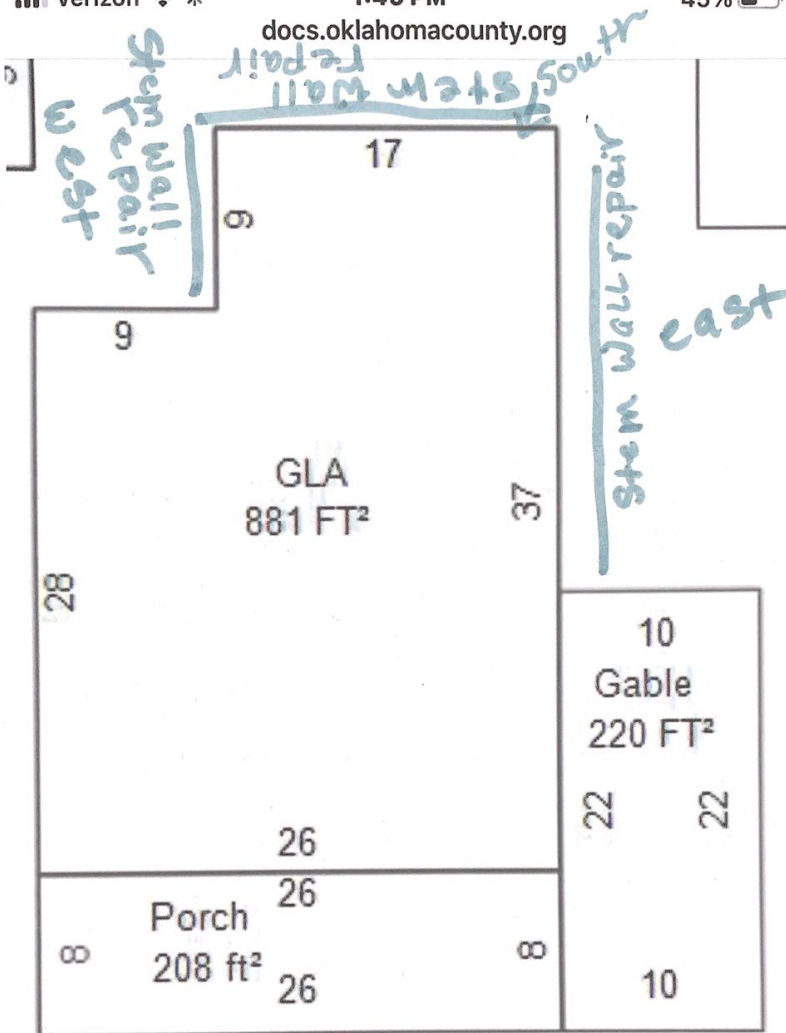 verizon
docs.oklahomacounty.org
45%
stem wall
repair
South
Stem Wall
repair
west
17
9
9
Stem Wall repair
east
GLA
881 FT²
37
28
10
Gable
220 FT²
22
22
26
26
Porch
208 ft²
8
8
26
10